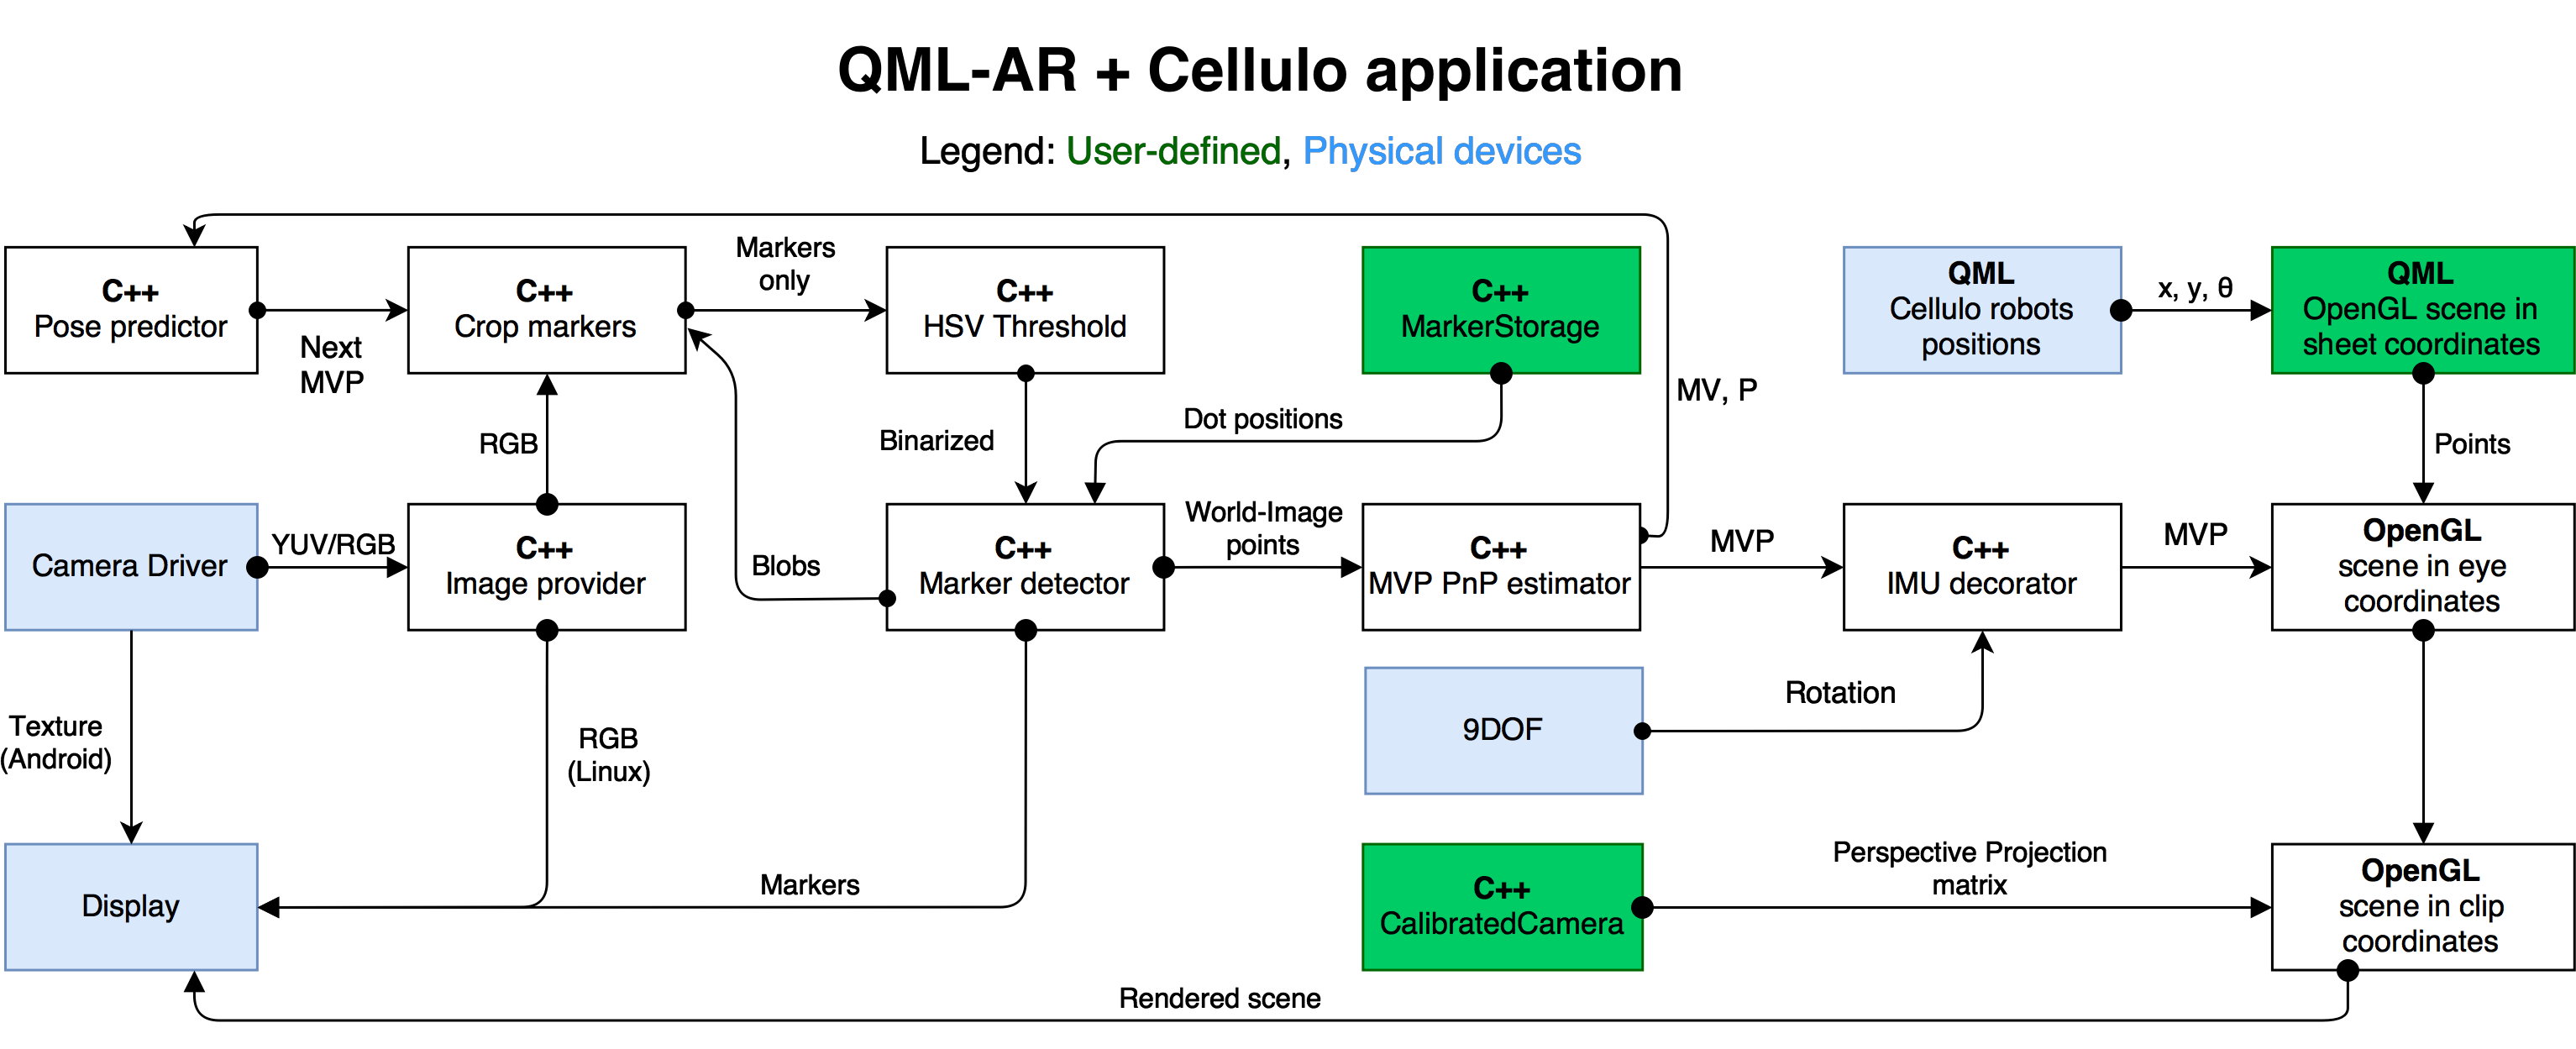 QML-AR + Cellulo application
Legend: User-defined, Physical devices
C++
Pose predictor
Next
MVP
C++
Crop markers
Markers
only
C++
HSV Threshold
C++
MarkerStorage
MV, P
QML
Cellulo robots
positions
x, y, θ
QML
OpenGL scene in
sheet coordinates
RGB
Binarized
Dot positions
Points
Camera Driver
YUV/RGB
C++
Image provider
Blobs
C++
Marker detector
World-Image
points
C++
MVP PnP estimator
MVP
C++
IMU decorator
MVP
OpenGL
scene in eye
coordinates
Texture
(Android)
RGB
(Linux)
9DOF
Rotation
Display
Markers
C++
CalibratedCamera
Perspective Projection
matrix
OpenGL
scene in clip
coordinates
Rendered scene